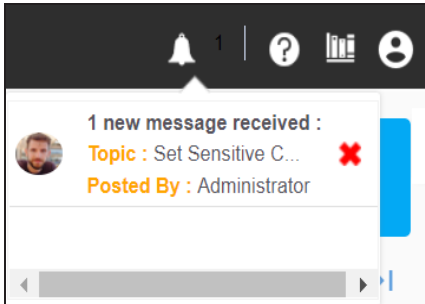 1
1 new message received :
Topic : Set Sensitive C...
Posted By : Administrator